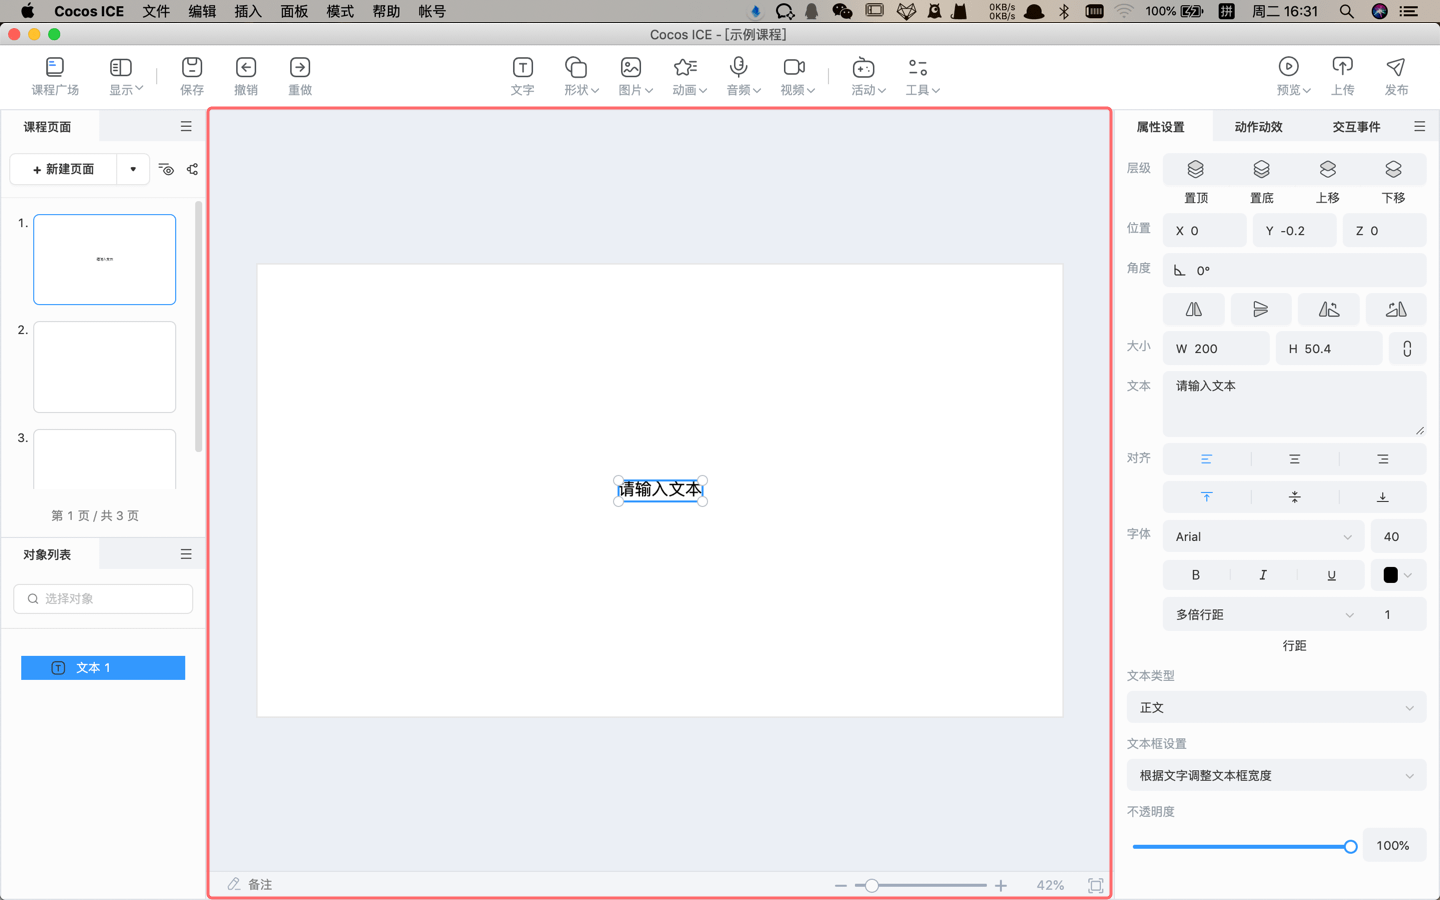 Cocos ICE 文件 编辑 插入 面板 模式 帮助 帐号 0KB/s 0KB/s 100% 拼 周二 16:31
Cocos ICE - [示例课程]
课程广场 显示 保存 撤销 重做 文字 形状 图片 动画 音频 视频 活动 工具 预览 上传 发布
课程页面
+ 新建页面
1.
请输入文本
2.
3.
第 1 页 / 共 3 页
对象列表
选择对象
文本 1
请输入文本
备注
42%
属性设置 动作动效 交互事件
层级
置顶 置底 上移 下移
位置 X 0 Y -0.2 Z 0
角度 0°
大小 W 200 H 50.4
文本 请输入文本
对齐
字体 Arial 40
B I U
多倍行距 1
行距
文本类型
正文
文本框设置
根据文字调整文本框宽度
不透明度
100%